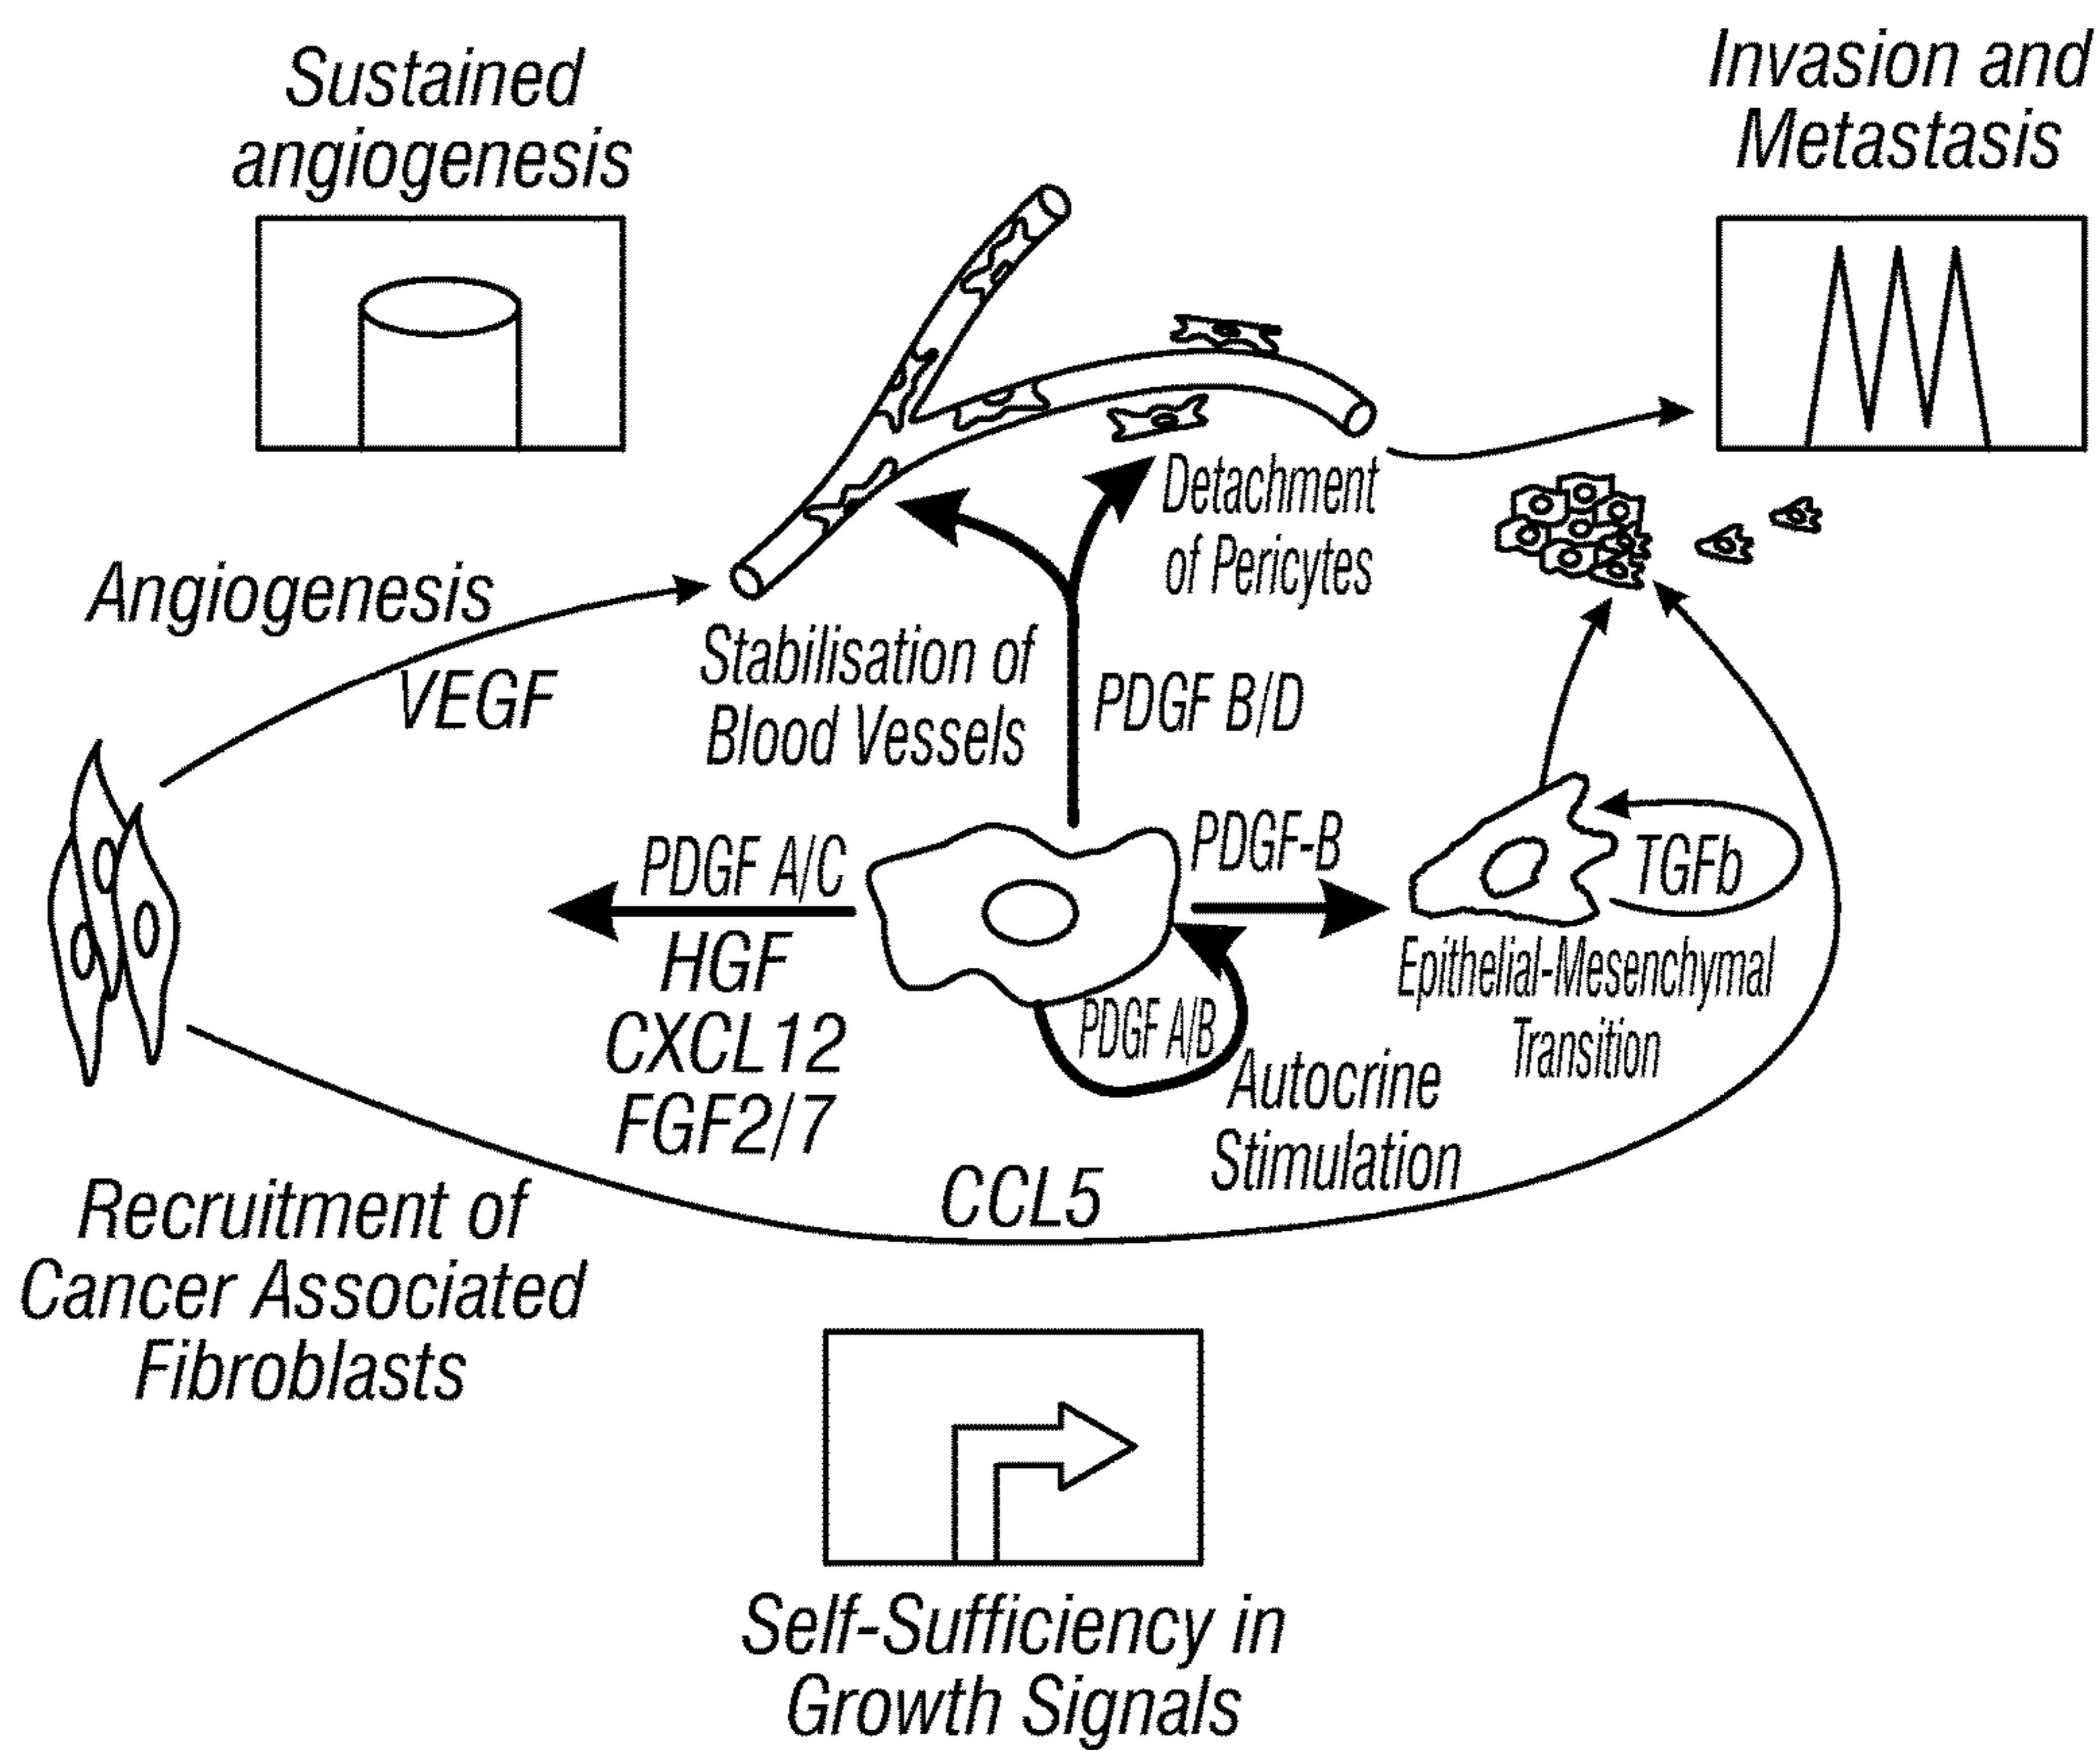 Sustained
angiogenesis
Invasion and
Metastasis
Detachment
of Pericytes
Angiogenesis
VEGF
Stabilisation of
Blood Vessels
PDGF B/D
PDGF A/C
HGF
CXCL12
FGF2/7
PDGF-B
TGFb
Epithelial-Mesenchymal
Transition
PDGF A/B
Autocrine
Stimulation
CCL5
Recruitment of
Cancer Associated
Fibroblasts
Self-Sufficiency in
Growth Signals